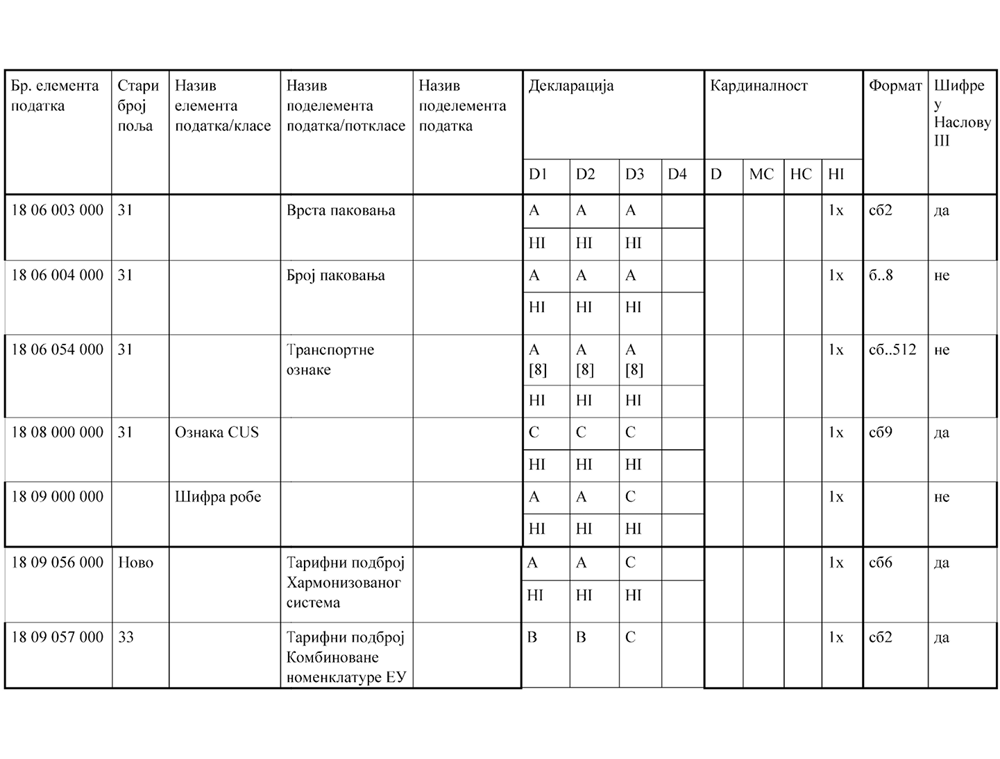 Бр. елемента податка | Стари број поља | Назив елемента податка/класе | Назив поделемента податка/поткласе | Назив поделемента податка | Декларација | Кардиналност | Формат | Шифре у Наслову III
D1 | D2 | D3 | D4 | D | MC | HC | HI
18 06 003 000 | 31 | Врста паковања | A | A | A | 1x | сб2 | да
HI | HI | HI
18 06 004 000 | 31 | Број паковања | A | A | A | 1x | б..8 | не
HI | HI | HI
18 06 054 000 | 31 | Транспортне ознаке | A [8] | A [8] | A [8] | 1x | сб..512 | не
HI | HI | HI
18 08 000 000 | 31 | Ознака CUS | C | C | C | 1x | сб9 | да
HI | HI | HI
18 09 000 000 | Шифра робе | A | A | C | 1x | не
HI | HI | HI
18 09 056 000 | Ново | Тарифни подброј Хармонизованог система | A | A | C | 1x | сб6 | да
HI | HI | HI
18 09 057 000 | 33 | Тарифни подброј Комбиноване номенклатуре ЕУ | B | B | C | 1x | сб2 | да